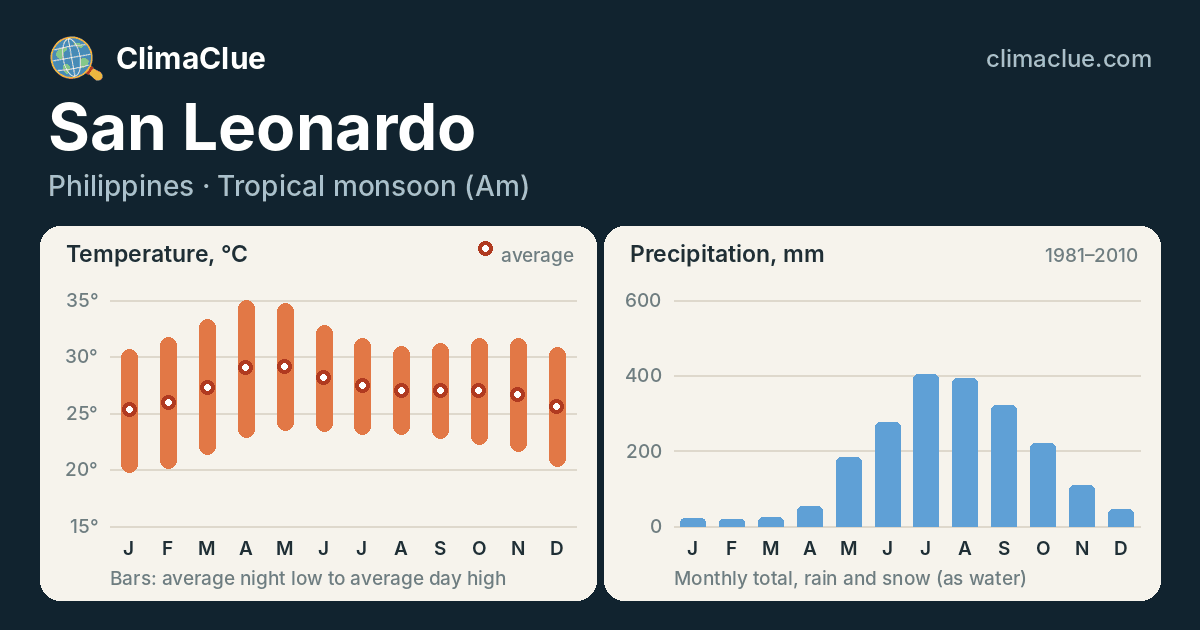 ClimaClue
climaclue.com
San Leonardo
Philippines · Tropical monsoon (Am)
Temperature, °C
average
35°
30°
25°
20°
15°
J F M A M J J A S O N D
Bars: average night low to average day high
Precipitation, mm
1981–2010
600
400
200
0
J F M A M J J A S O N D
Monthly total, rain and snow (as water)